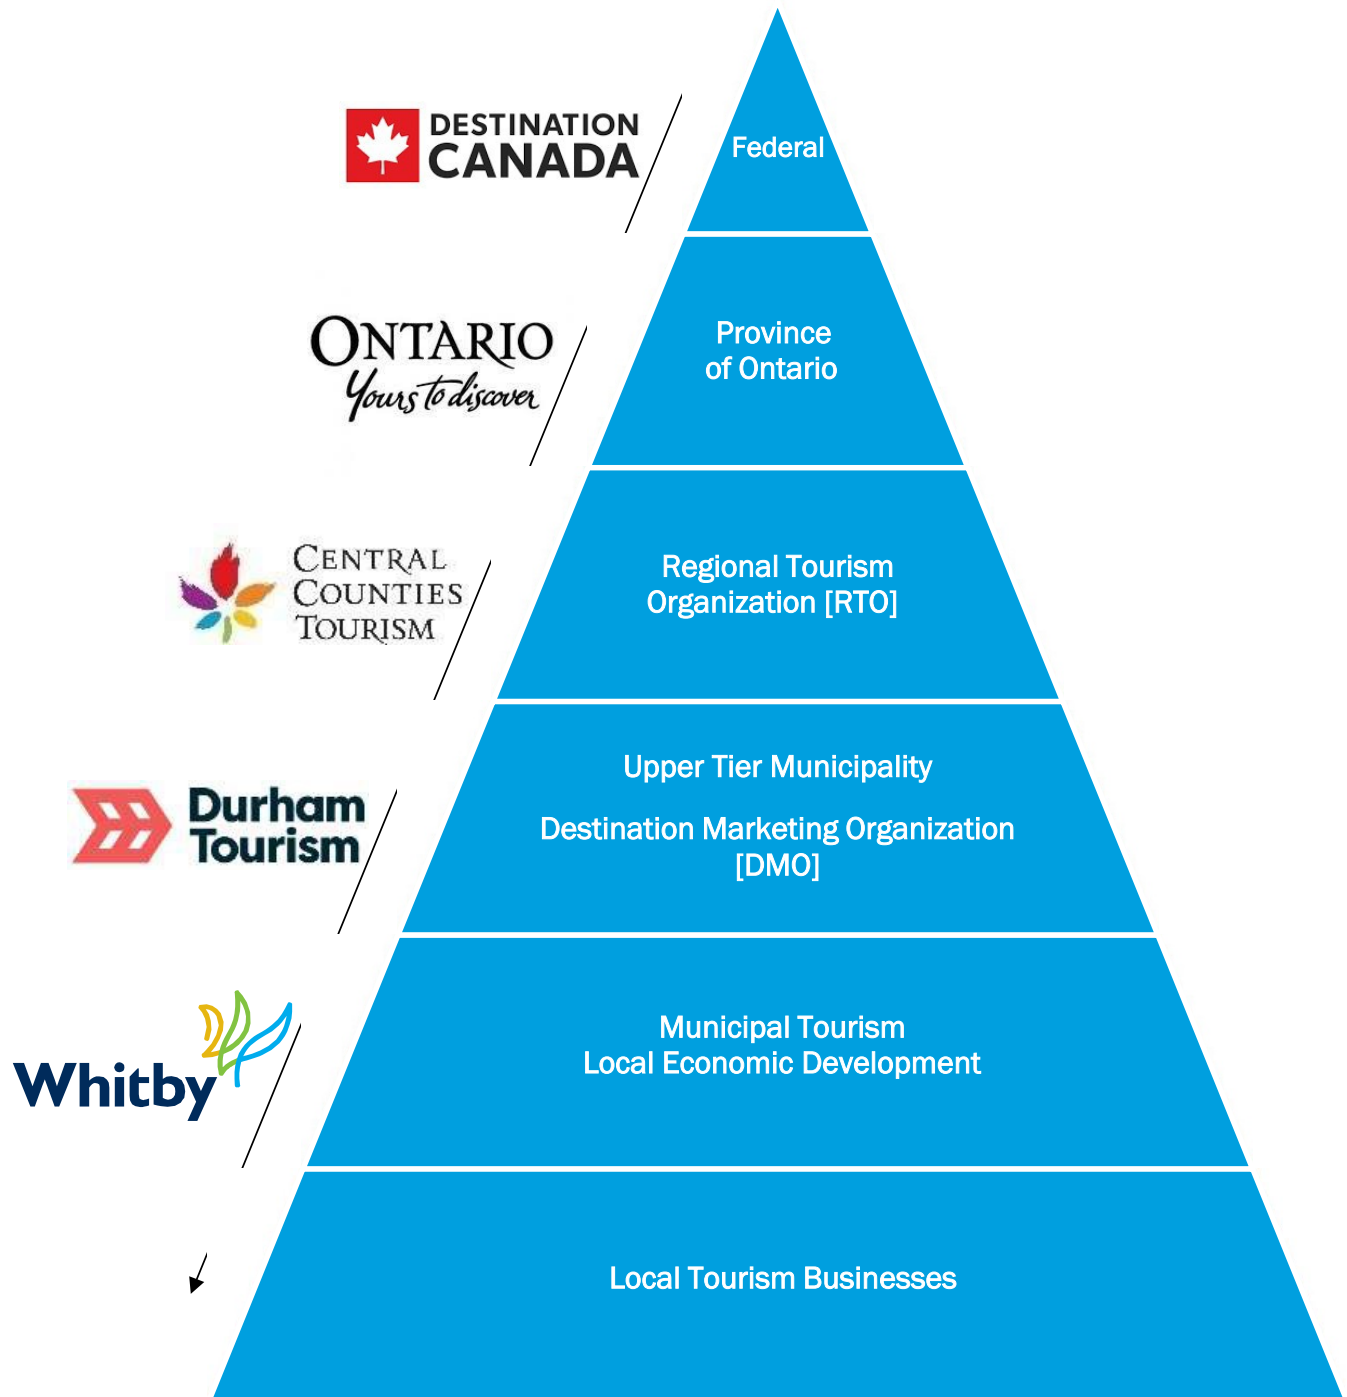 DESTINATION
CANADA
Federal
ONTARIO
Yours to discover
Province
of Ontario
CENTRAL
COUNTIES
TOURISM
Regional Tourism
Organization [RTO]
Durham
Tourism
Upper Tier Municipality
Destination Marketing Organization
[DMO]
Whitby
Municipal Tourism
Local Economic Development
Local Tourism Businesses